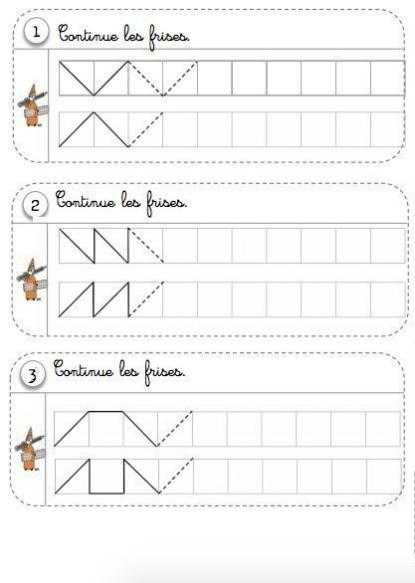 1 Continue les frises.
2 Continue les frises.
3 Continue les frises.